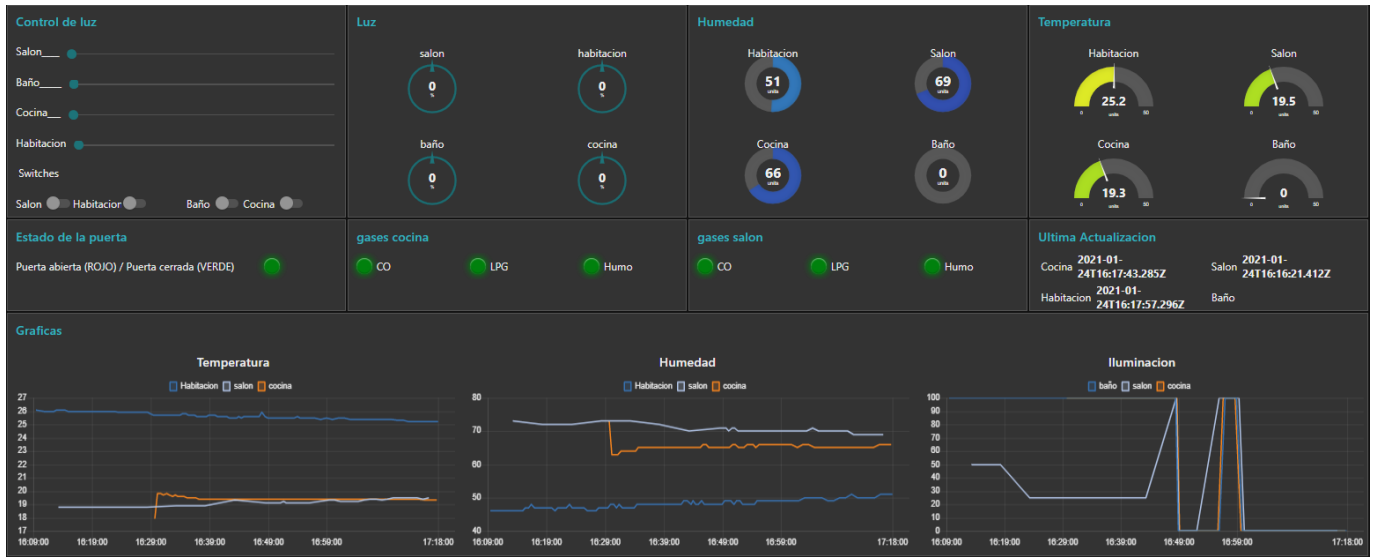 Control de luz
Salon___
Baño____
Cocina__
Habitacion
Switches
Salon Habitacior Baño Cocina
Luz
salon habitacion
0 0
% %
baño cocina
0 0
% %
Humedad
Habitacion Salon
51 69
units units
Cocina Baño
66 0
units units
Temperatura
Habitacion Salon
25.2 19.5
0 units 50 0 units 50
Cocina Baño
19.3 0
0 units 50 0 units 50
Estado de la puerta
Puerta abierta (ROJO) / Puerta cerrada (VERDE)
gases cocina
CO LPG Humo
gases salon
CO LPG Humo
Ultima Actualizacion
Cocina 2021-01-
24T16:17:43.285Z
Salon 2021-01-
24T16:16:21.412Z
Habitacion 2021-01-
24T16:17:57.296Z
Baño
Graficas
Temperatura
Habitacion salon cocina
27
26
25
24
23
22
21
20
19
18
17
16:09:00 16:19:00 16:29:00 16:39:00 16:49:00 16:59:00 17:18:00
Humedad
Habitacion salon cocina
80
70
60
50
40
16:09:00 16:19:00 16:29:00 16:39:00 16:49:00 16:59:00 17:18:00
Iluminacion
baño salon cocina
100
90
80
70
60
50
40
30
20
10
0
16:09:00 16:19:00 16:29:00 16:39:00 16:49:00 16:59:00 17:18:00